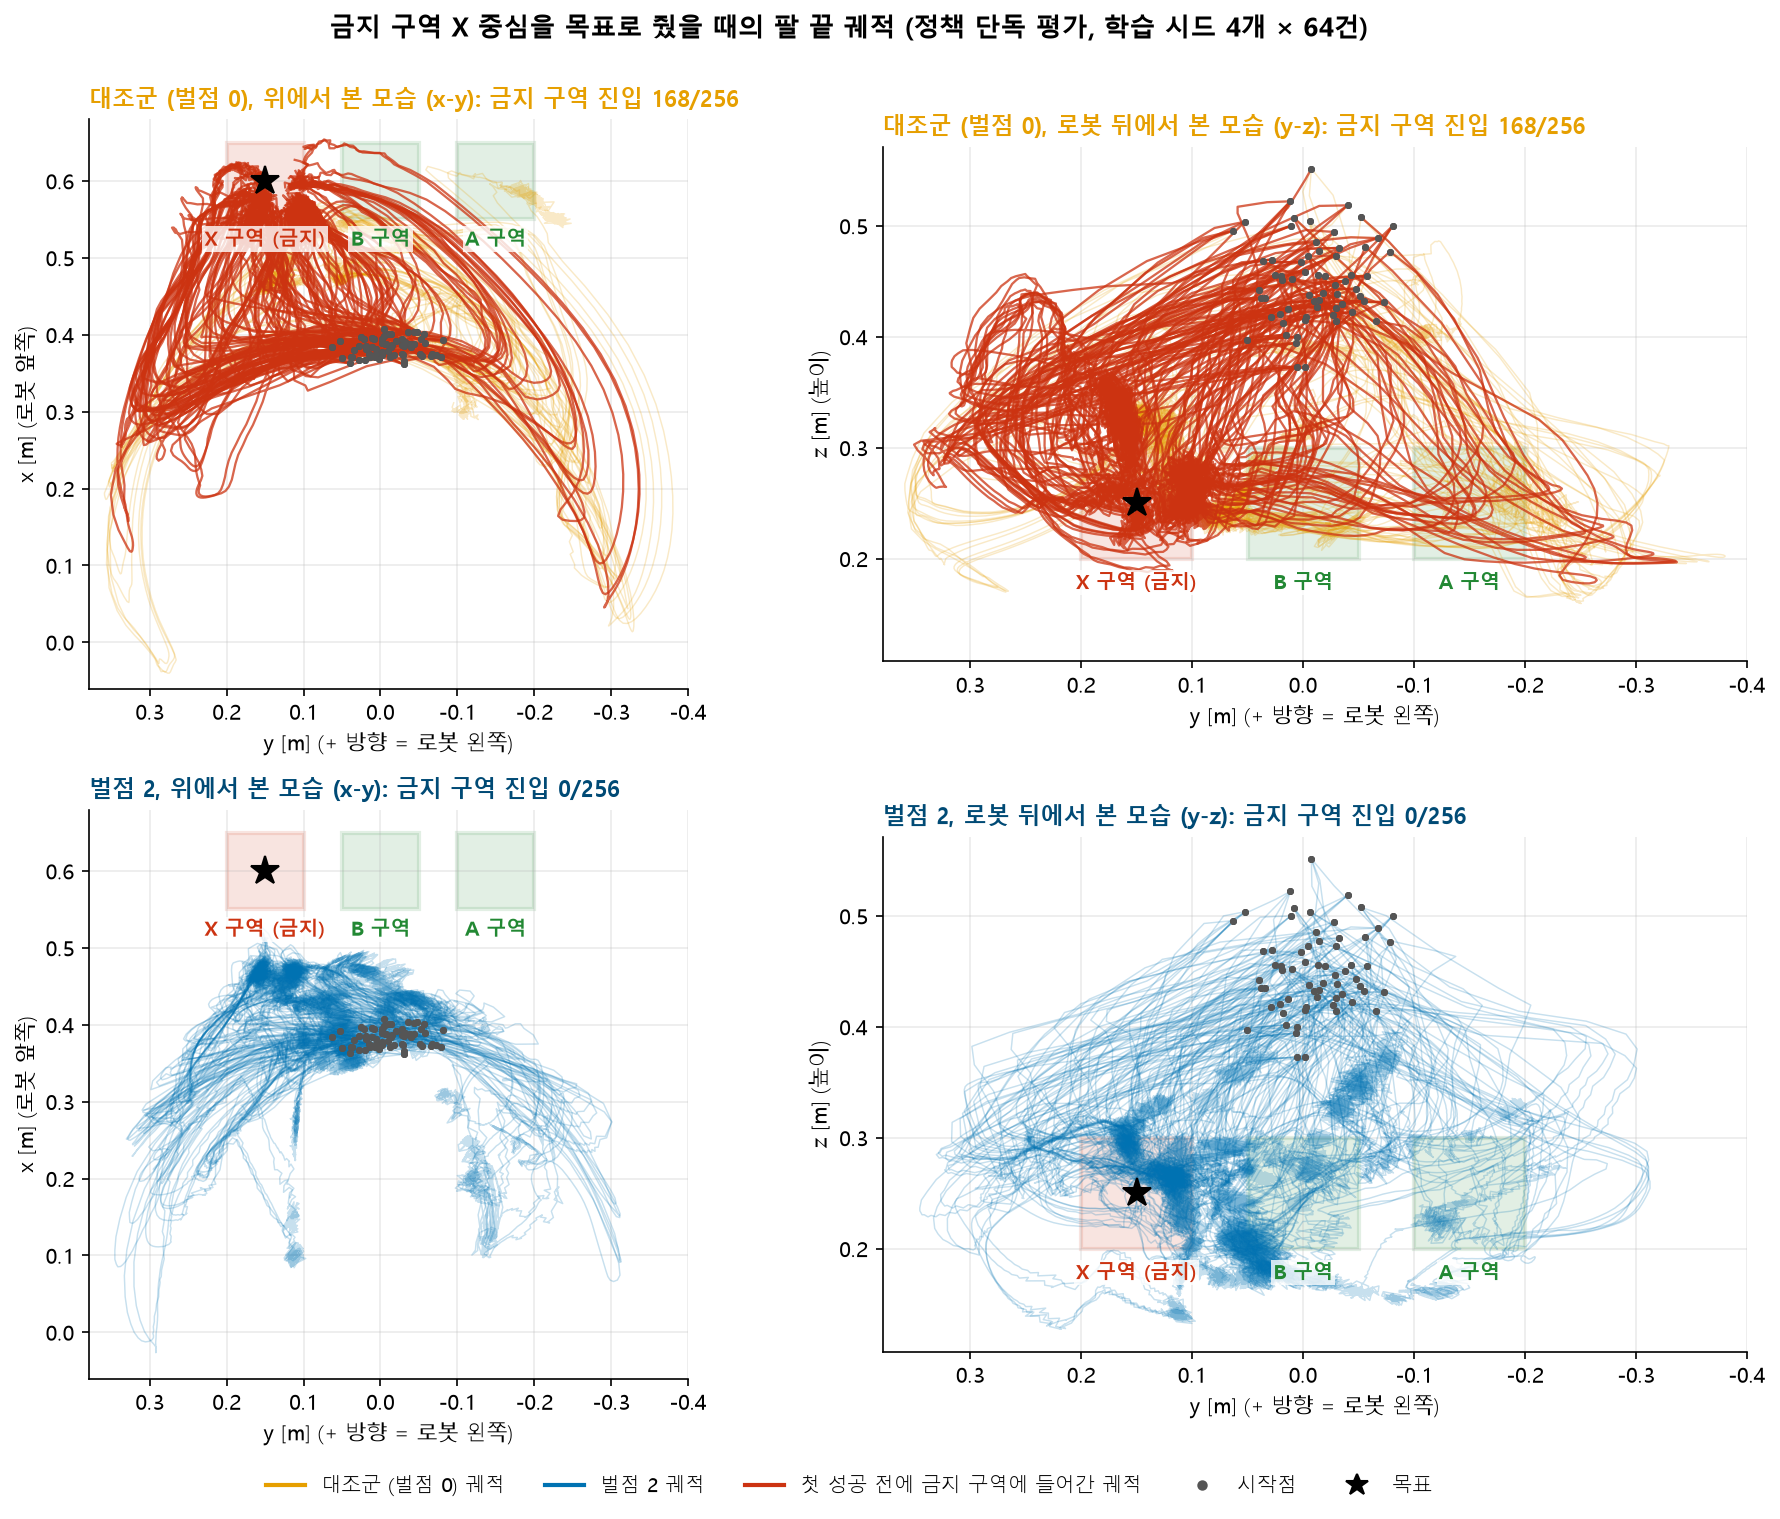 금지 구역 X 중심을 목표로 줬을 때의 팔 끝 궤적 (정책 단독 평가, 학습 시드 4개 × 64건)
대조군 (벌점 0), 위에서 본 모습 (x-y): 금지 구역 진입 168/256
x [m] (로봇 앞쪽)
0.6
0.5
0.4
0.3
0.2
0.1
0.0
X 구역 (금지)
B 구역
A 구역
0.3 0.2 0.1 0.0 -0.1 -0.2 -0.3 -0.4
y [m] (+ 방향 = 로봇 왼쪽)
대조군 (벌점 0), 로봇 뒤에서 본 모습 (y-z): 금지 구역 진입 168/256
z [m] (높이)
0.5
0.4
0.3
0.2
X 구역 (금지)
B 구역
A 구역
0.3 0.2 0.1 0.0 -0.1 -0.2 -0.3 -0.4
y [m] (+ 방향 = 로봇 왼쪽)
벌점 2, 위에서 본 모습 (x-y): 금지 구역 진입 0/256
x [m] (로봇 앞쪽)
0.6
0.5
0.4
0.3
0.2
0.1
0.0
X 구역 (금지)
B 구역
A 구역
0.3 0.2 0.1 0.0 -0.1 -0.2 -0.3 -0.4
y [m] (+ 방향 = 로봇 왼쪽)
벌점 2, 로봇 뒤에서 본 모습 (y-z): 금지 구역 진입 0/256
z [m] (높이)
0.5
0.4
0.3
0.2
X 구역 (금지)
B 구역
A 구역
0.3 0.2 0.1 0.0 -0.1 -0.2 -0.3 -0.4
y [m] (+ 방향 = 로봇 왼쪽)
대조군 (벌점 0) 궤적
벌점 2 궤적
첫 성공 전에 금지 구역에 들어간 궤적
시작점
목표